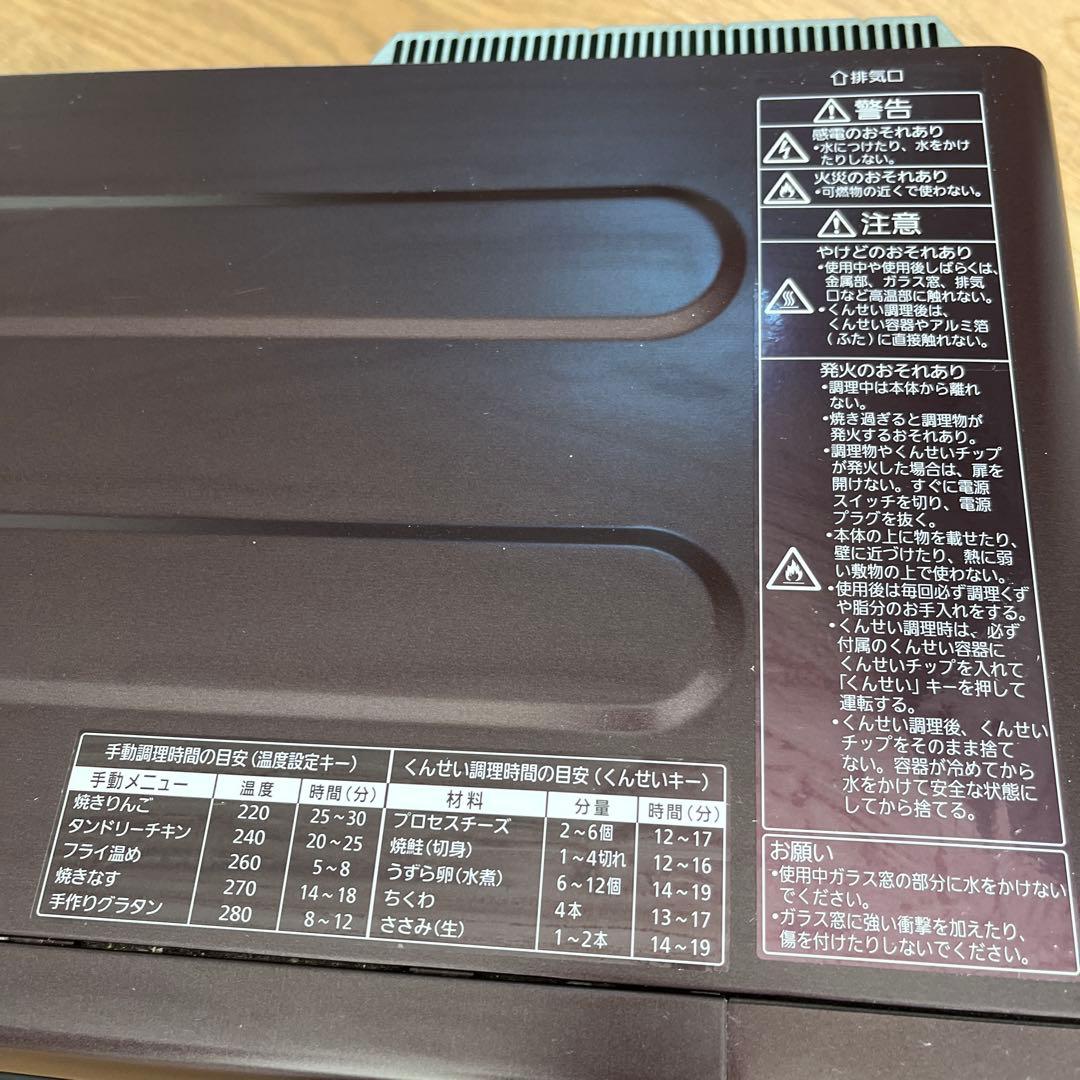 ⇧排気口
⚠警告
感電のおそれあり
・水につけたり、水をかけ
たりしない。
火災のおそれあり
・可燃物の近くで使わない。
⚠注意
やけどのおそれあり
・使用中や使用後しばらくは、
金属部、ガラス窓、排気
口など高温部に触れない。
・くんせい調理後は、
くんせい容器やアルミ箔
(ふた)に直接触れない。
発火のおそれあり
・調理中は本体から離れ
ない。
・焼き過ぎると調理物が
発火するおそれあり。
・調理物やくんせいチップ
が発火した場合は、扉を
開けない。すぐに電源
スイッチを切り、電源
プラグを抜く。
・本体の上に物を載せたり、
壁に近づけたり、熱に弱
い敷物の上で使わない。
・使用後は毎回必ず調理くず
や脂分のお手入れをする。
・くんせい調理時は、必ず
付属のくんせい容器に
くんせいチップを入れて
「くんせい」キーを押して
運転する。
・くんせい調理後、くんせい
チップをそのまま捨て
ない。容器が冷めてから
水をかけて安全な状態に
してから捨てる。
お願い
・使用中ガラス窓の部分に水をかけない
でください。
・ガラス窓に強い衝撃を加えたり、
傷を付けたりしないでください。
手動調理時間の目安(温度設定キー)
手動メニュー 温度 時間(分)
焼きりんご 220 25~30
タンドリーチキン 240 20~25
フライ温め 260 5~8
焼きなす 270 14~18
手作りグラタン 280 8~12
くんせい調理時間の目安(くんせいキー)
材料 分量 時間(分)
プロセスチーズ 2~6個 12~17
焼鮭(切身) 1~4切れ 12~16
うずら卵(水煮) 6~12個 14~19
ちくわ 4本 13~17
ささみ(生) 1~2本 14~19